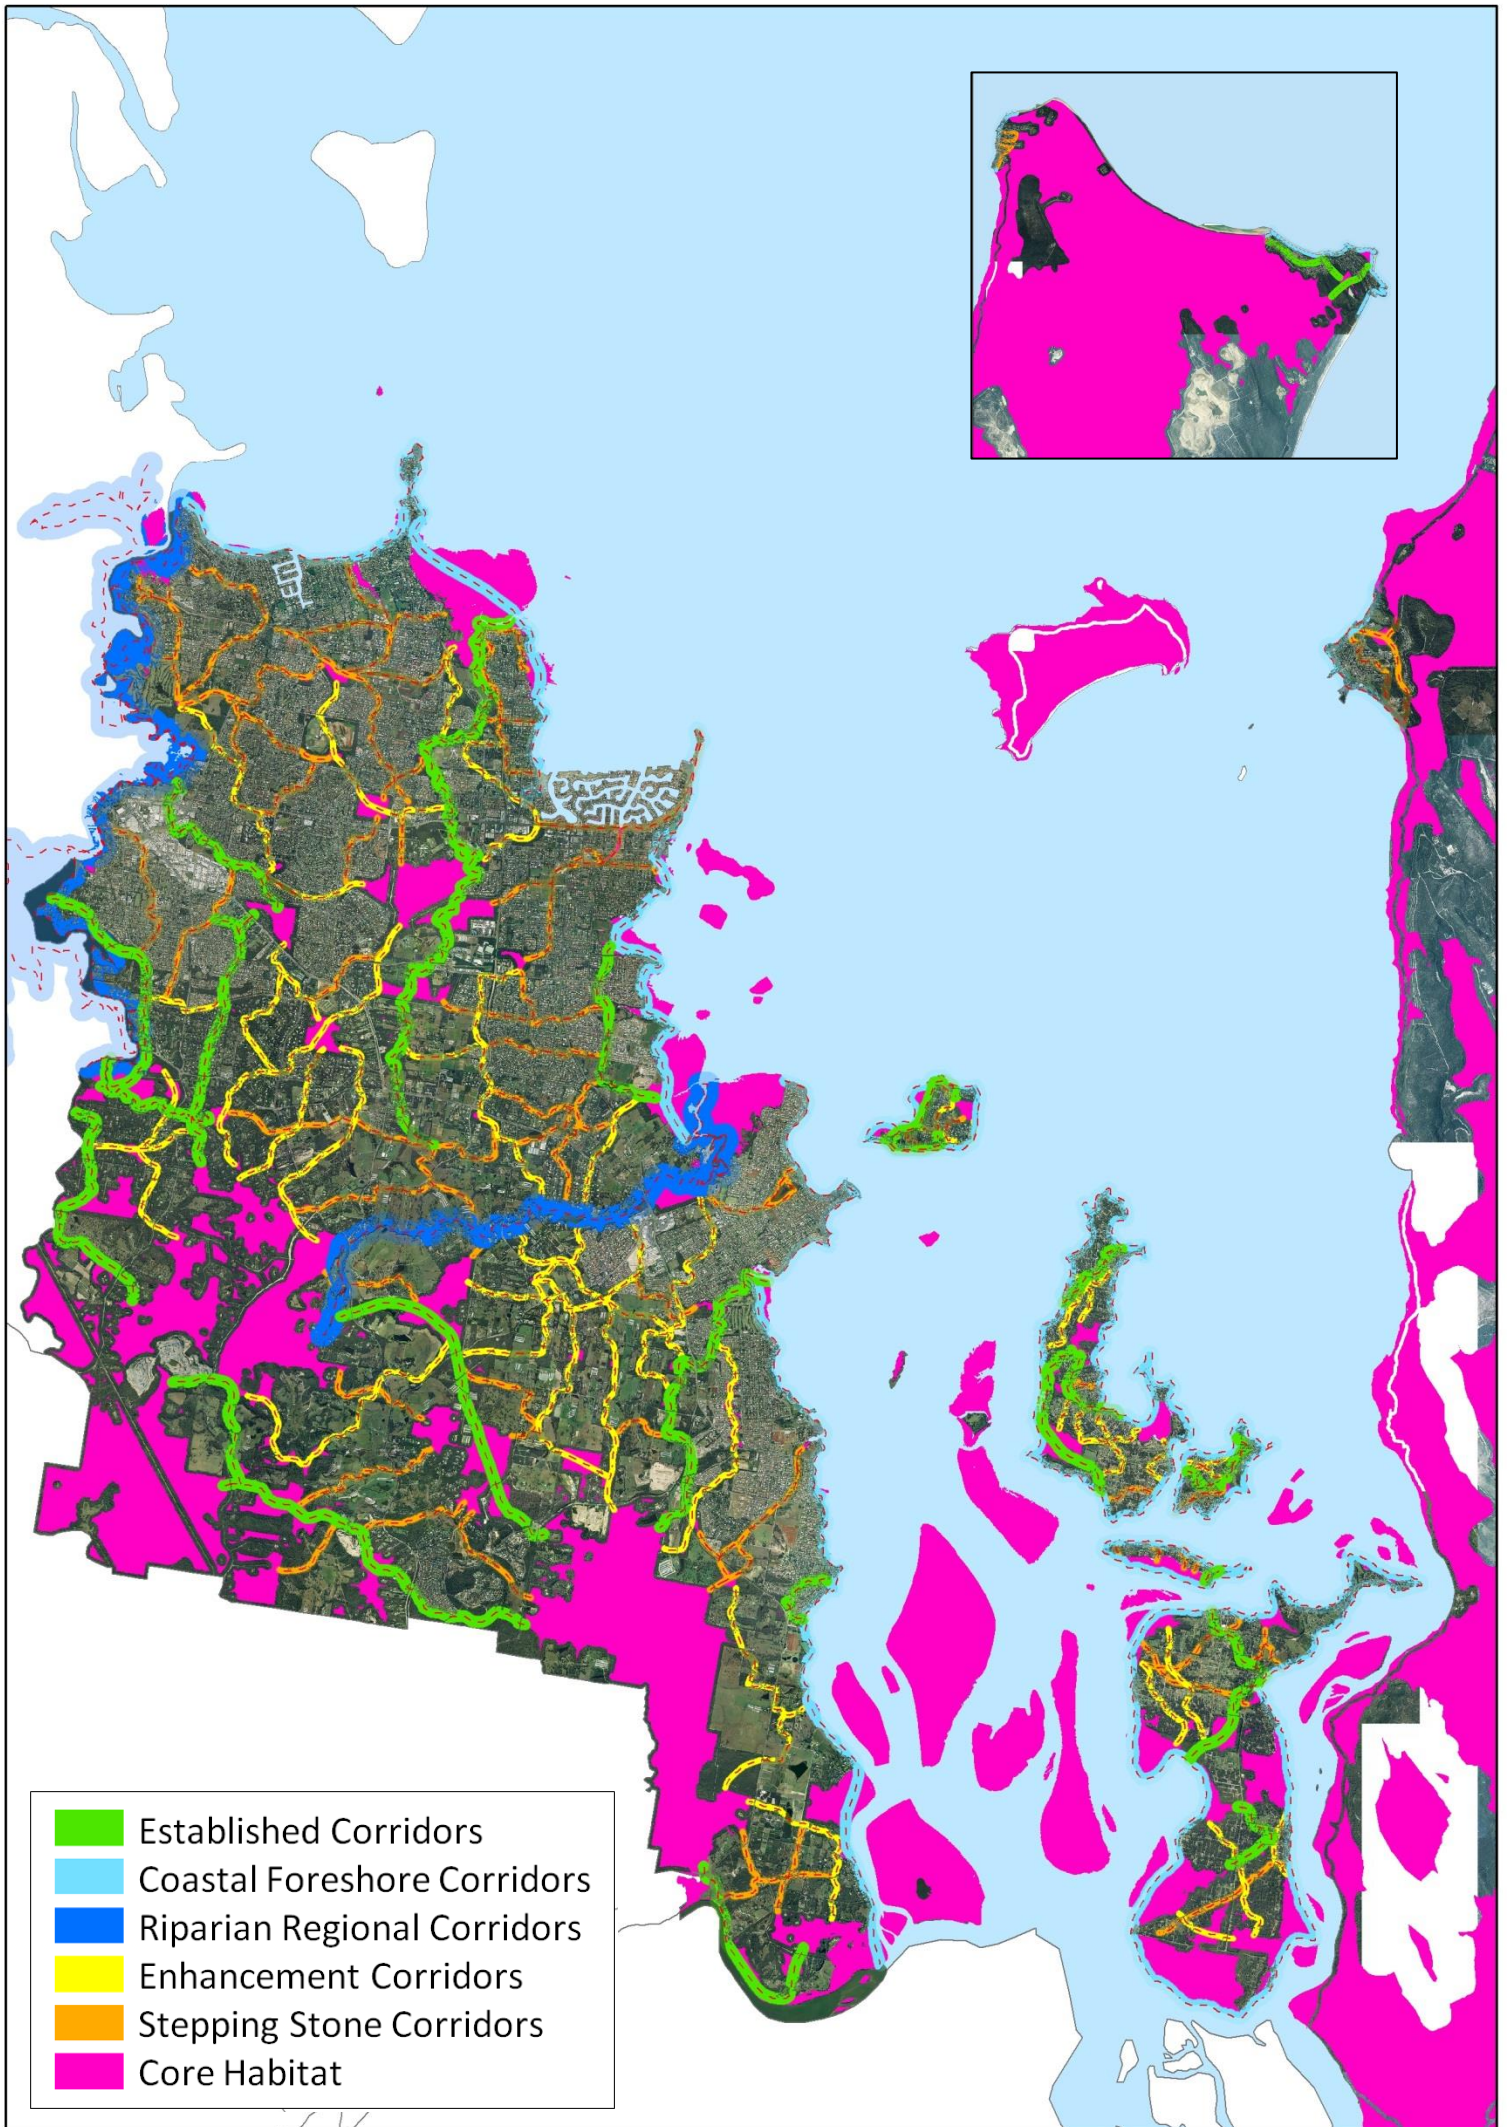 Established Corridors
Coastal Foreshore Corridors
Riparian Regional Corridors
Enhancement Corridors
Stepping Stone Corridors
Core Habitat